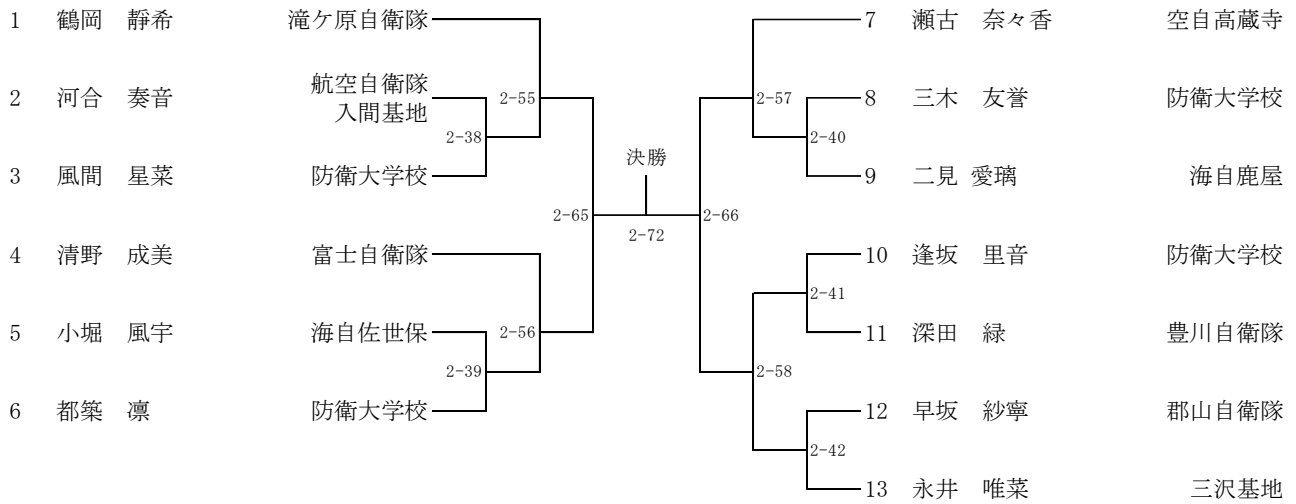 1 鶴岡 靜希 滝ケ原自衛隊
2 河合 奏音 航空自衛隊
入間基地
3 風間 星菜 防衛大学校
4 清野 成美 富士自衛隊
5 小堀 風宇 海自佐世保
6 都築 凛 防衛大学校
2-55
2-38
2-65
2-56
2-39
決勝
2-72
7 瀬古 奈々香 空自高蔵寺
8 三木 友誉 防衛大学校
9 二見 愛璃 海自鹿屋
10 逢坂 里音 防衛大学校
11 深田 緑 豊川自衛隊
12 早坂 紗寧 郡山自衛隊
13 永井 唯菜 三沢基地
2-57
2-40
2-66
2-41
2-58
2-42